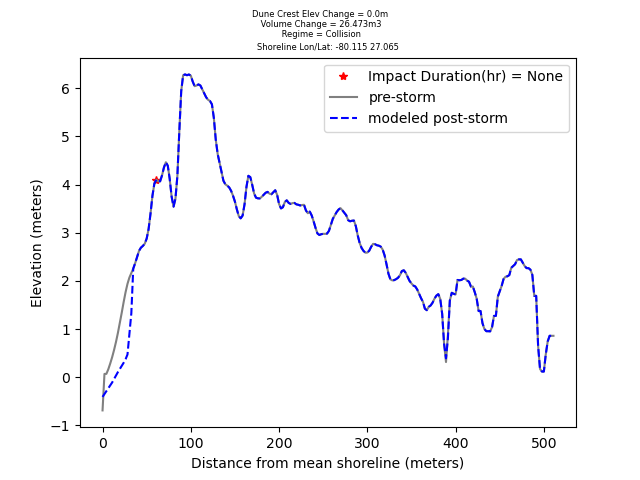 Dune Crest Elev Change = 0.0m
Volume Change = 26.473m3
Regime = Collision
Shoreline Lon/Lat: -80.115 27.065
Impact Duration(hr) = None
pre-storm
modeled post-storm
Elevation (meters)
6
5
4
3
2
1
0
−1
0 100 200 300 400 500
Distance from mean shoreline (meters)